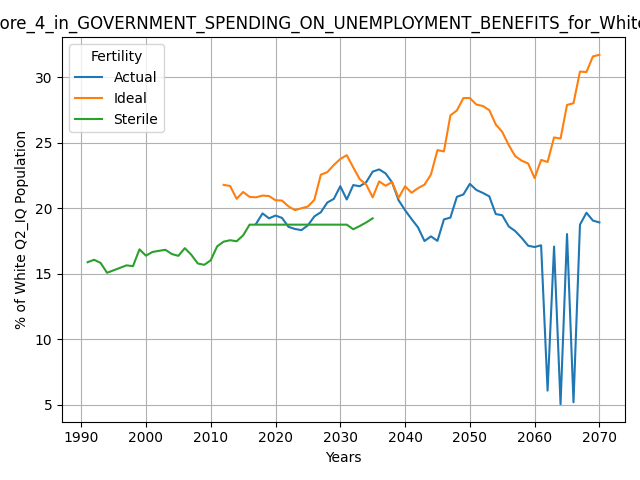 ore_4_in_GOVERNMENT_SPENDING_ON_UNEMPLOYMENT_BENEFITS_for_White
Fertility
Actual
Ideal
Sterile
% of White Q2_IQ Population
30
25
20
15
10
5
1990 2000 2010 2020 2030 2040 2050 2060 2070
Years